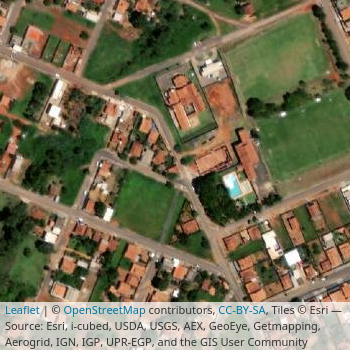 Leaflet | © OpenStreetMap contributors, CC-BY-SA, Tiles © Esri —
Source: Esri, i-cubed, USDA, USGS, AEX, GeoEye, Getmapping,
Aerogrid, IGN, IGP, UPR-EGP, and the GIS User Community